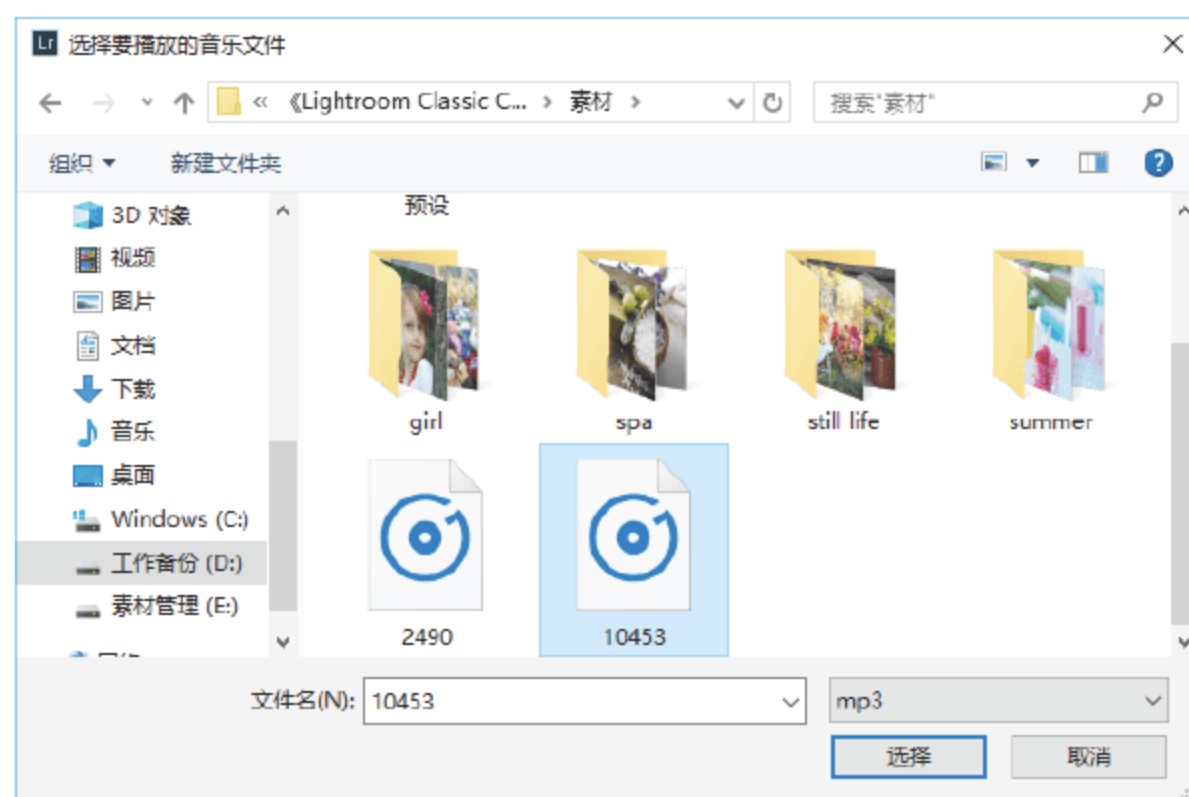 Lr 选择要播放的音乐文件
« 《Lightroom Classic C... › 素材 ›
搜索"素材"
组织
新建文件夹
3D 对象
视频
图片
文档
下载
音乐
桌面
Windows (C:)
工作备份 (D:)
素材管理 (E:)
预设
girl
spa
still life
summer
2490
10453
文件名(N):
10453
mp3
选择
取消